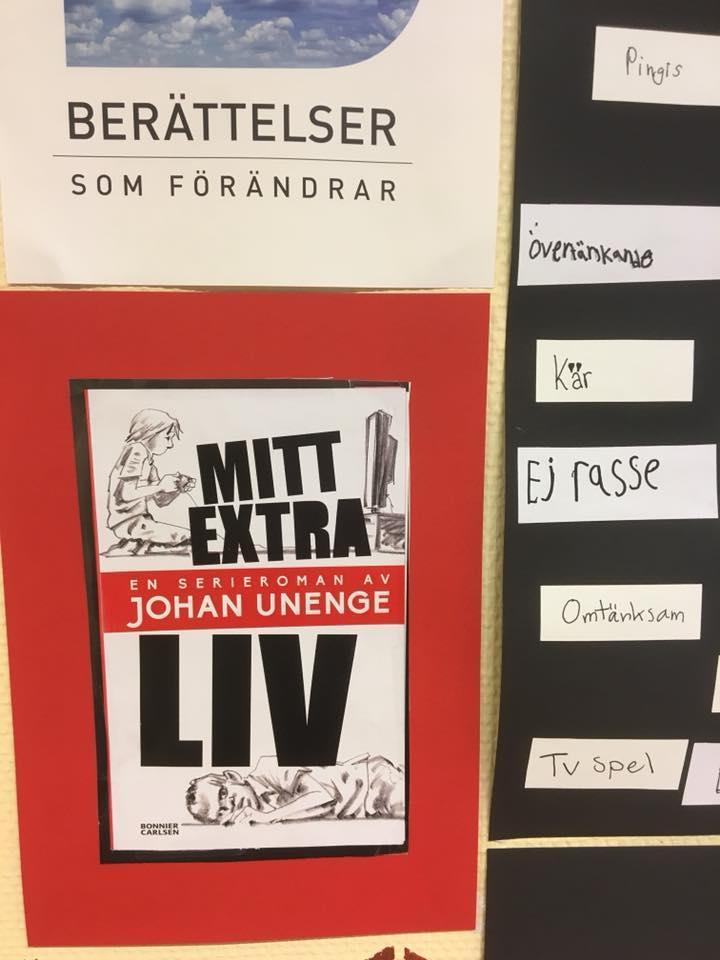 BERÄTTELSER
SOM FÖRÄNDRAR
MITT
EXTRA
EN SERIEROMAN AV
JOHAN UNENGE
LIV
BONNIER
CARLSEN
Pingis
Övertänkande
Kär
Ej rasse
Omtänksam
Tv spel